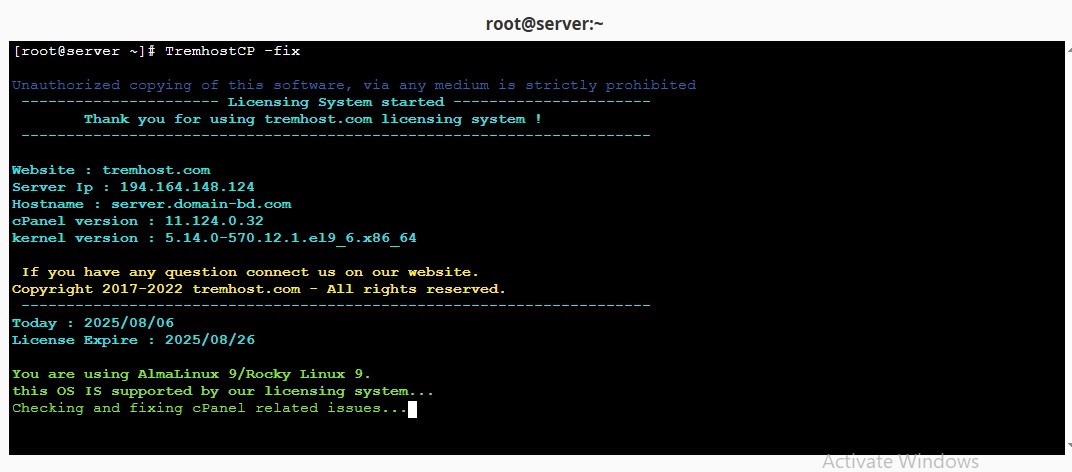 root@server:~
[root@server ~]# TremhostCP -fix
Unauthorized copying of this software, via any medium is strictly prohibited
---------------------- Licensing System started ----------------------
Thank you for using tremhost.com licensing system !
----------------------------------------------------------------------
Website : tremhost.com
Server Ip : 194.164.148.124
Hostname : server.domain-bd.com
cPanel version : 11.124.0.32
kernel version : 5.14.0-570.12.1.el9_6.x86_64
If you have any question connect us on our website.
Copyright 2017-2022 tremhost.com - All rights reserved.
----------------------------------------------------------------------
Today : 2025/08/06
License Expire : 2025/08/26
You are using AlmaLinux 9/Rocky Linux 9.
this OS IS supported by our licensing system...
Checking and fixing cPanel related issues...
Activate Windows